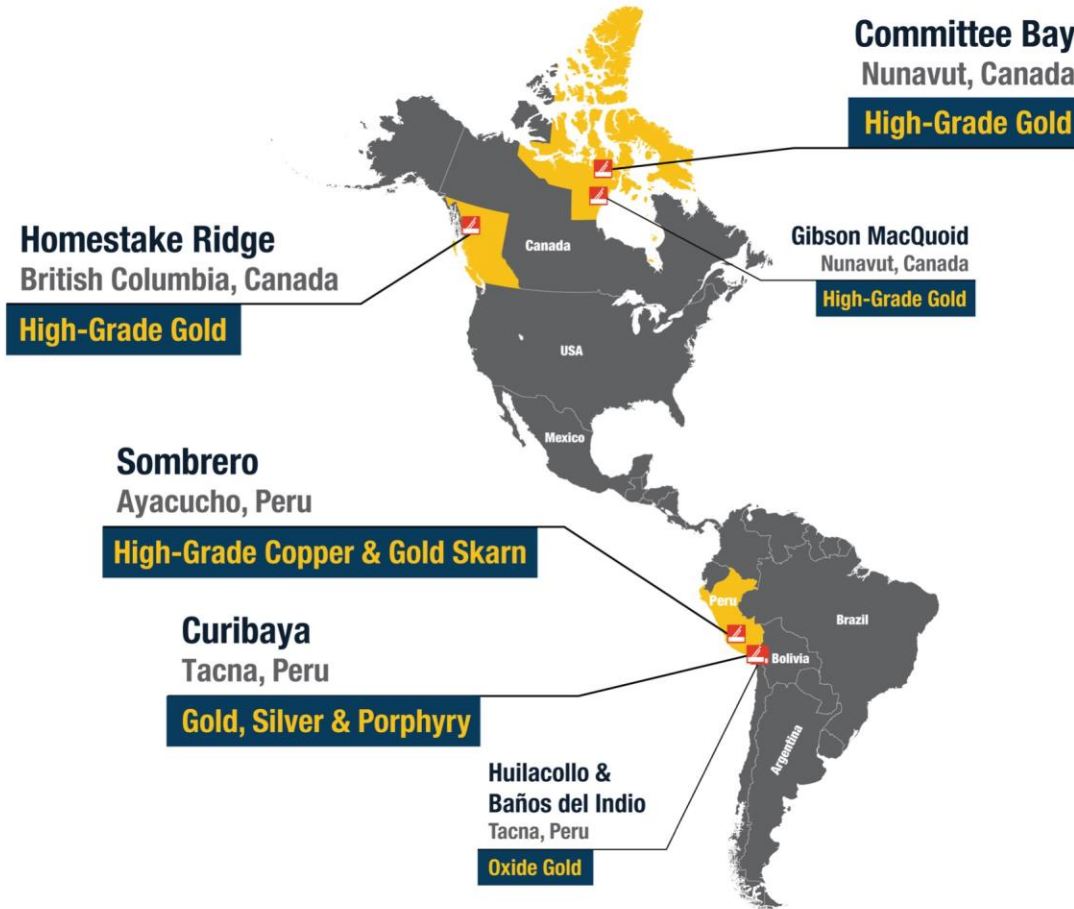 Committee Bay
Nunavut, Canada
High-Grade Gold
Homestake Ridge
British Columbia, Canada
High-Grade Gold
Canada
Gibson MacQuoid
Nunavut, Canada
High-Grade Gold
USA
Mexico
Sombrero
Ayacucho, Peru
High-Grade Copper & Gold Skarn
Peru
Brazil
Curibaya
Tacna, Peru
Gold, Silver & Porphyry
Bolivia
Argentina
Huilacollo &
Baños del Indio
Tacna, Peru
Oxide Gold